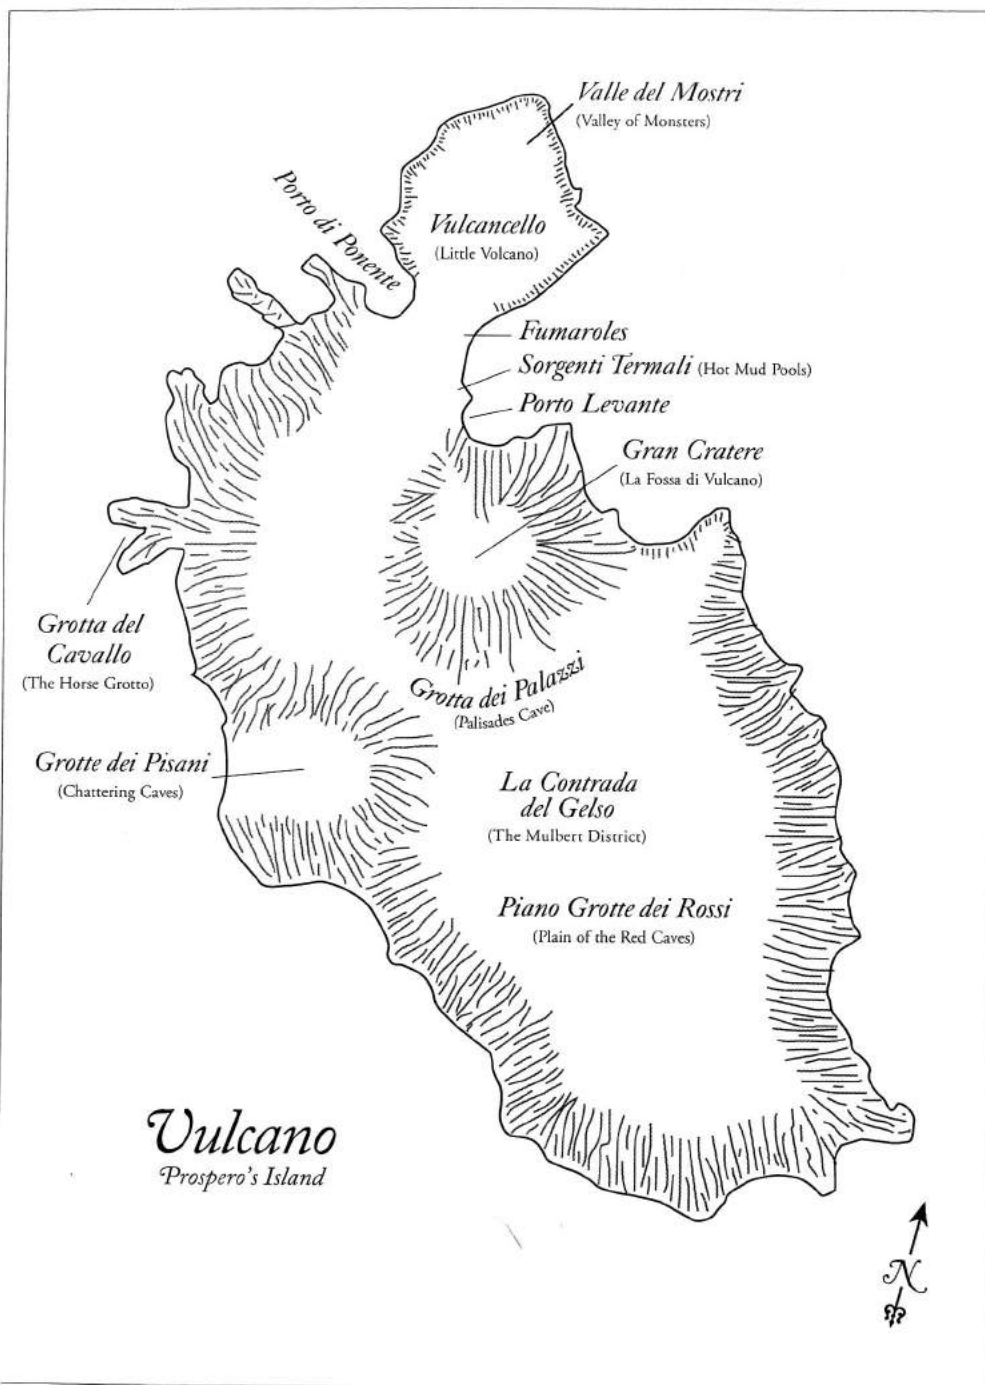 Valle del Mostri
(Valley of Monsters)
Porto di Ponente
Vulcancello
(Little Volcano)
Fumaroles
Sorgenti Termali (Hot Mud Pools)
Porto Levante
Gran Cratere
(La Fossa di Vulcano)
Grotta del
Cavallo
(The Horse Grotto)
Grotta dei Palazzi
(Palisades Cave)
Grotte dei Pisani
(Chattering Caves)
La Contrada
del Gelso
(The Mulbert District)
Piano Grotte dei Rossi
(Plain of the Red Caves)
Vulcano
Prospero's Island
N